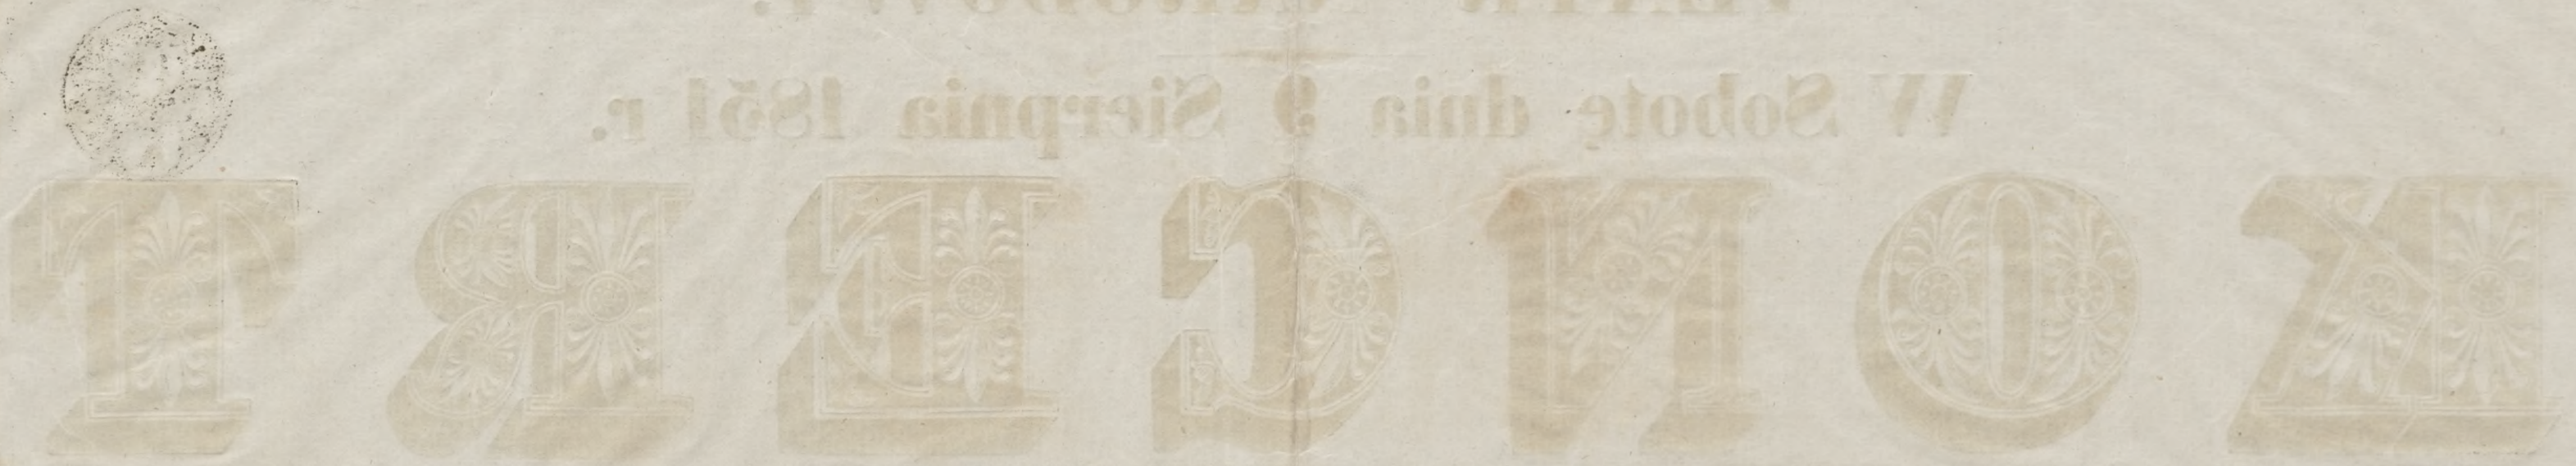 W Sobotę dnia 9 Sierpnia 1851 r.
KONCERT